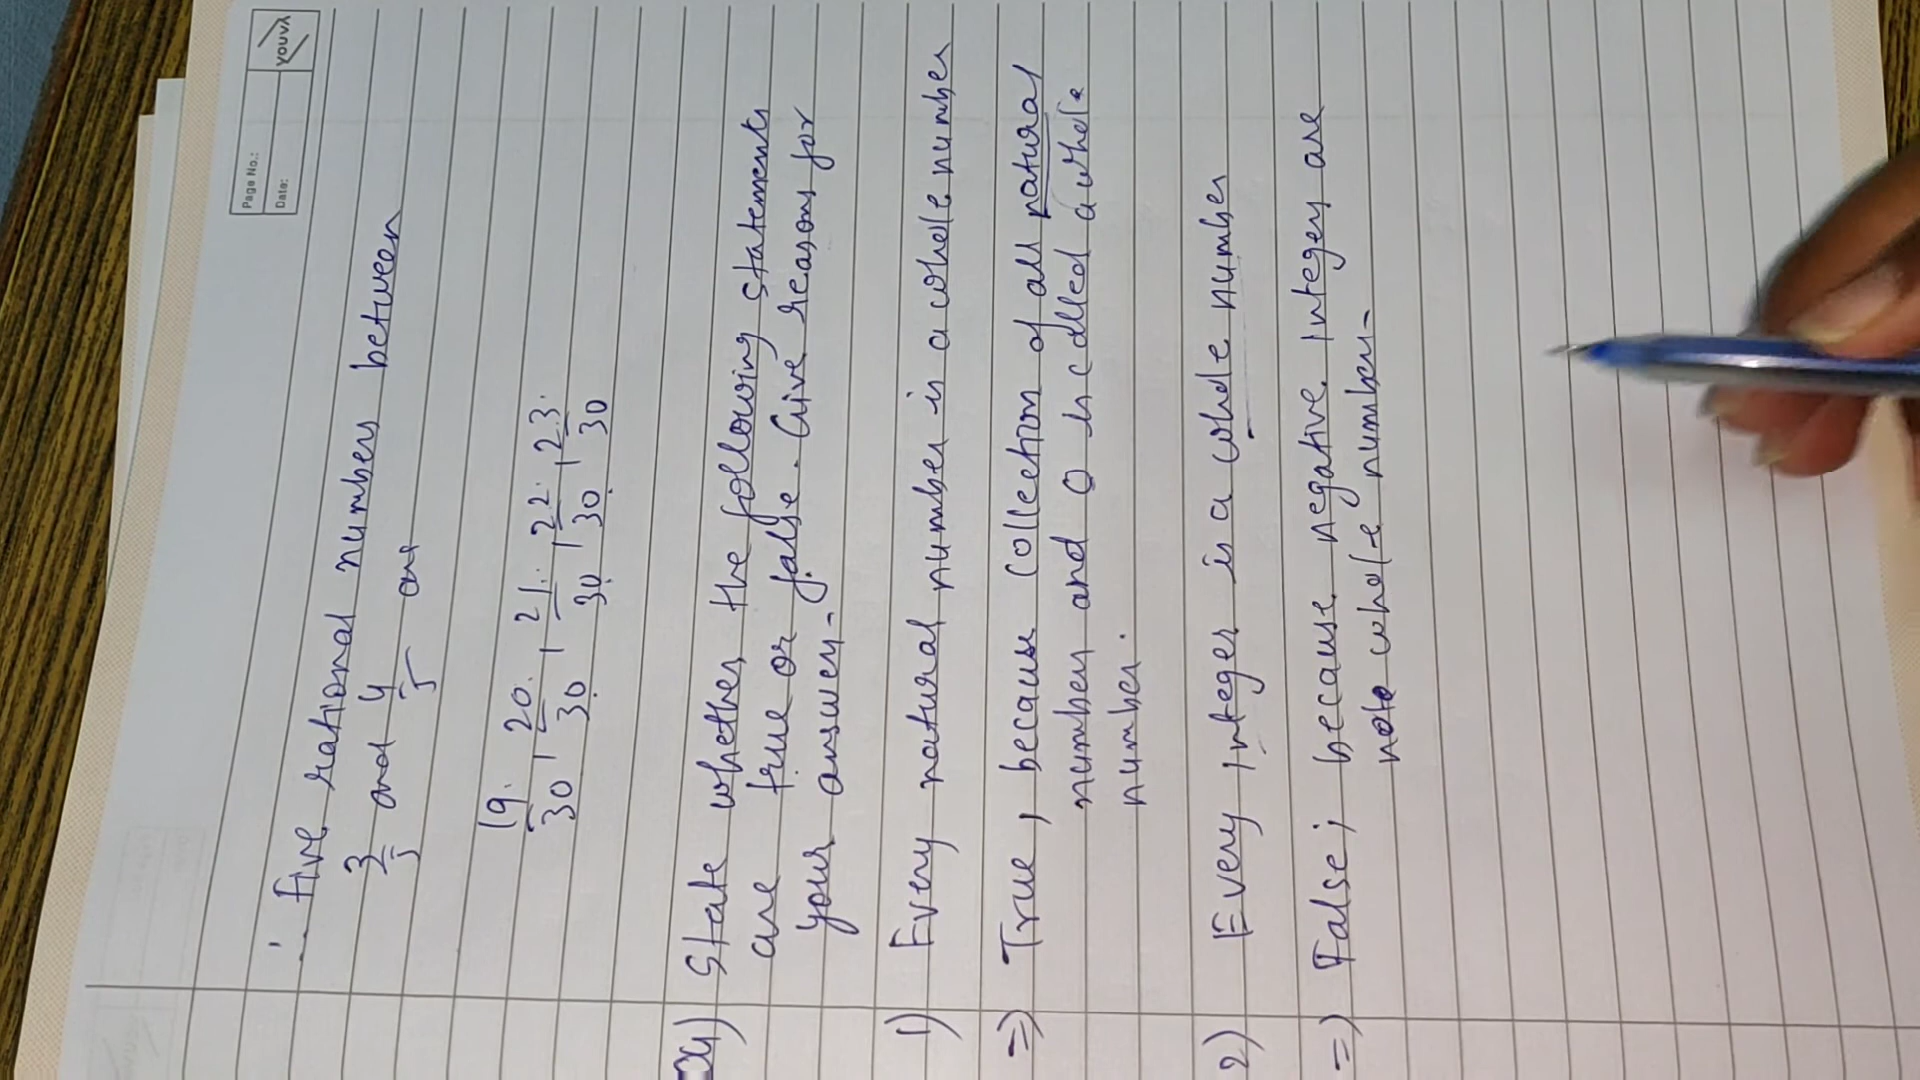 youva
Page No.:
Date:
∴ Five rational numbers between
3/5 and 4/5 are
19/30, 20/30, 21/30, 22/30, 23/30
Q4) State whether the following statements
are true or false. Give reasons for
your answers.
1) Every natural number is a whole number
=) True, because collection of all natural
numbers and 0 is called a whole
number.
2) Every integer is a whole number
=) False; because negative integers are
not whole numbers.